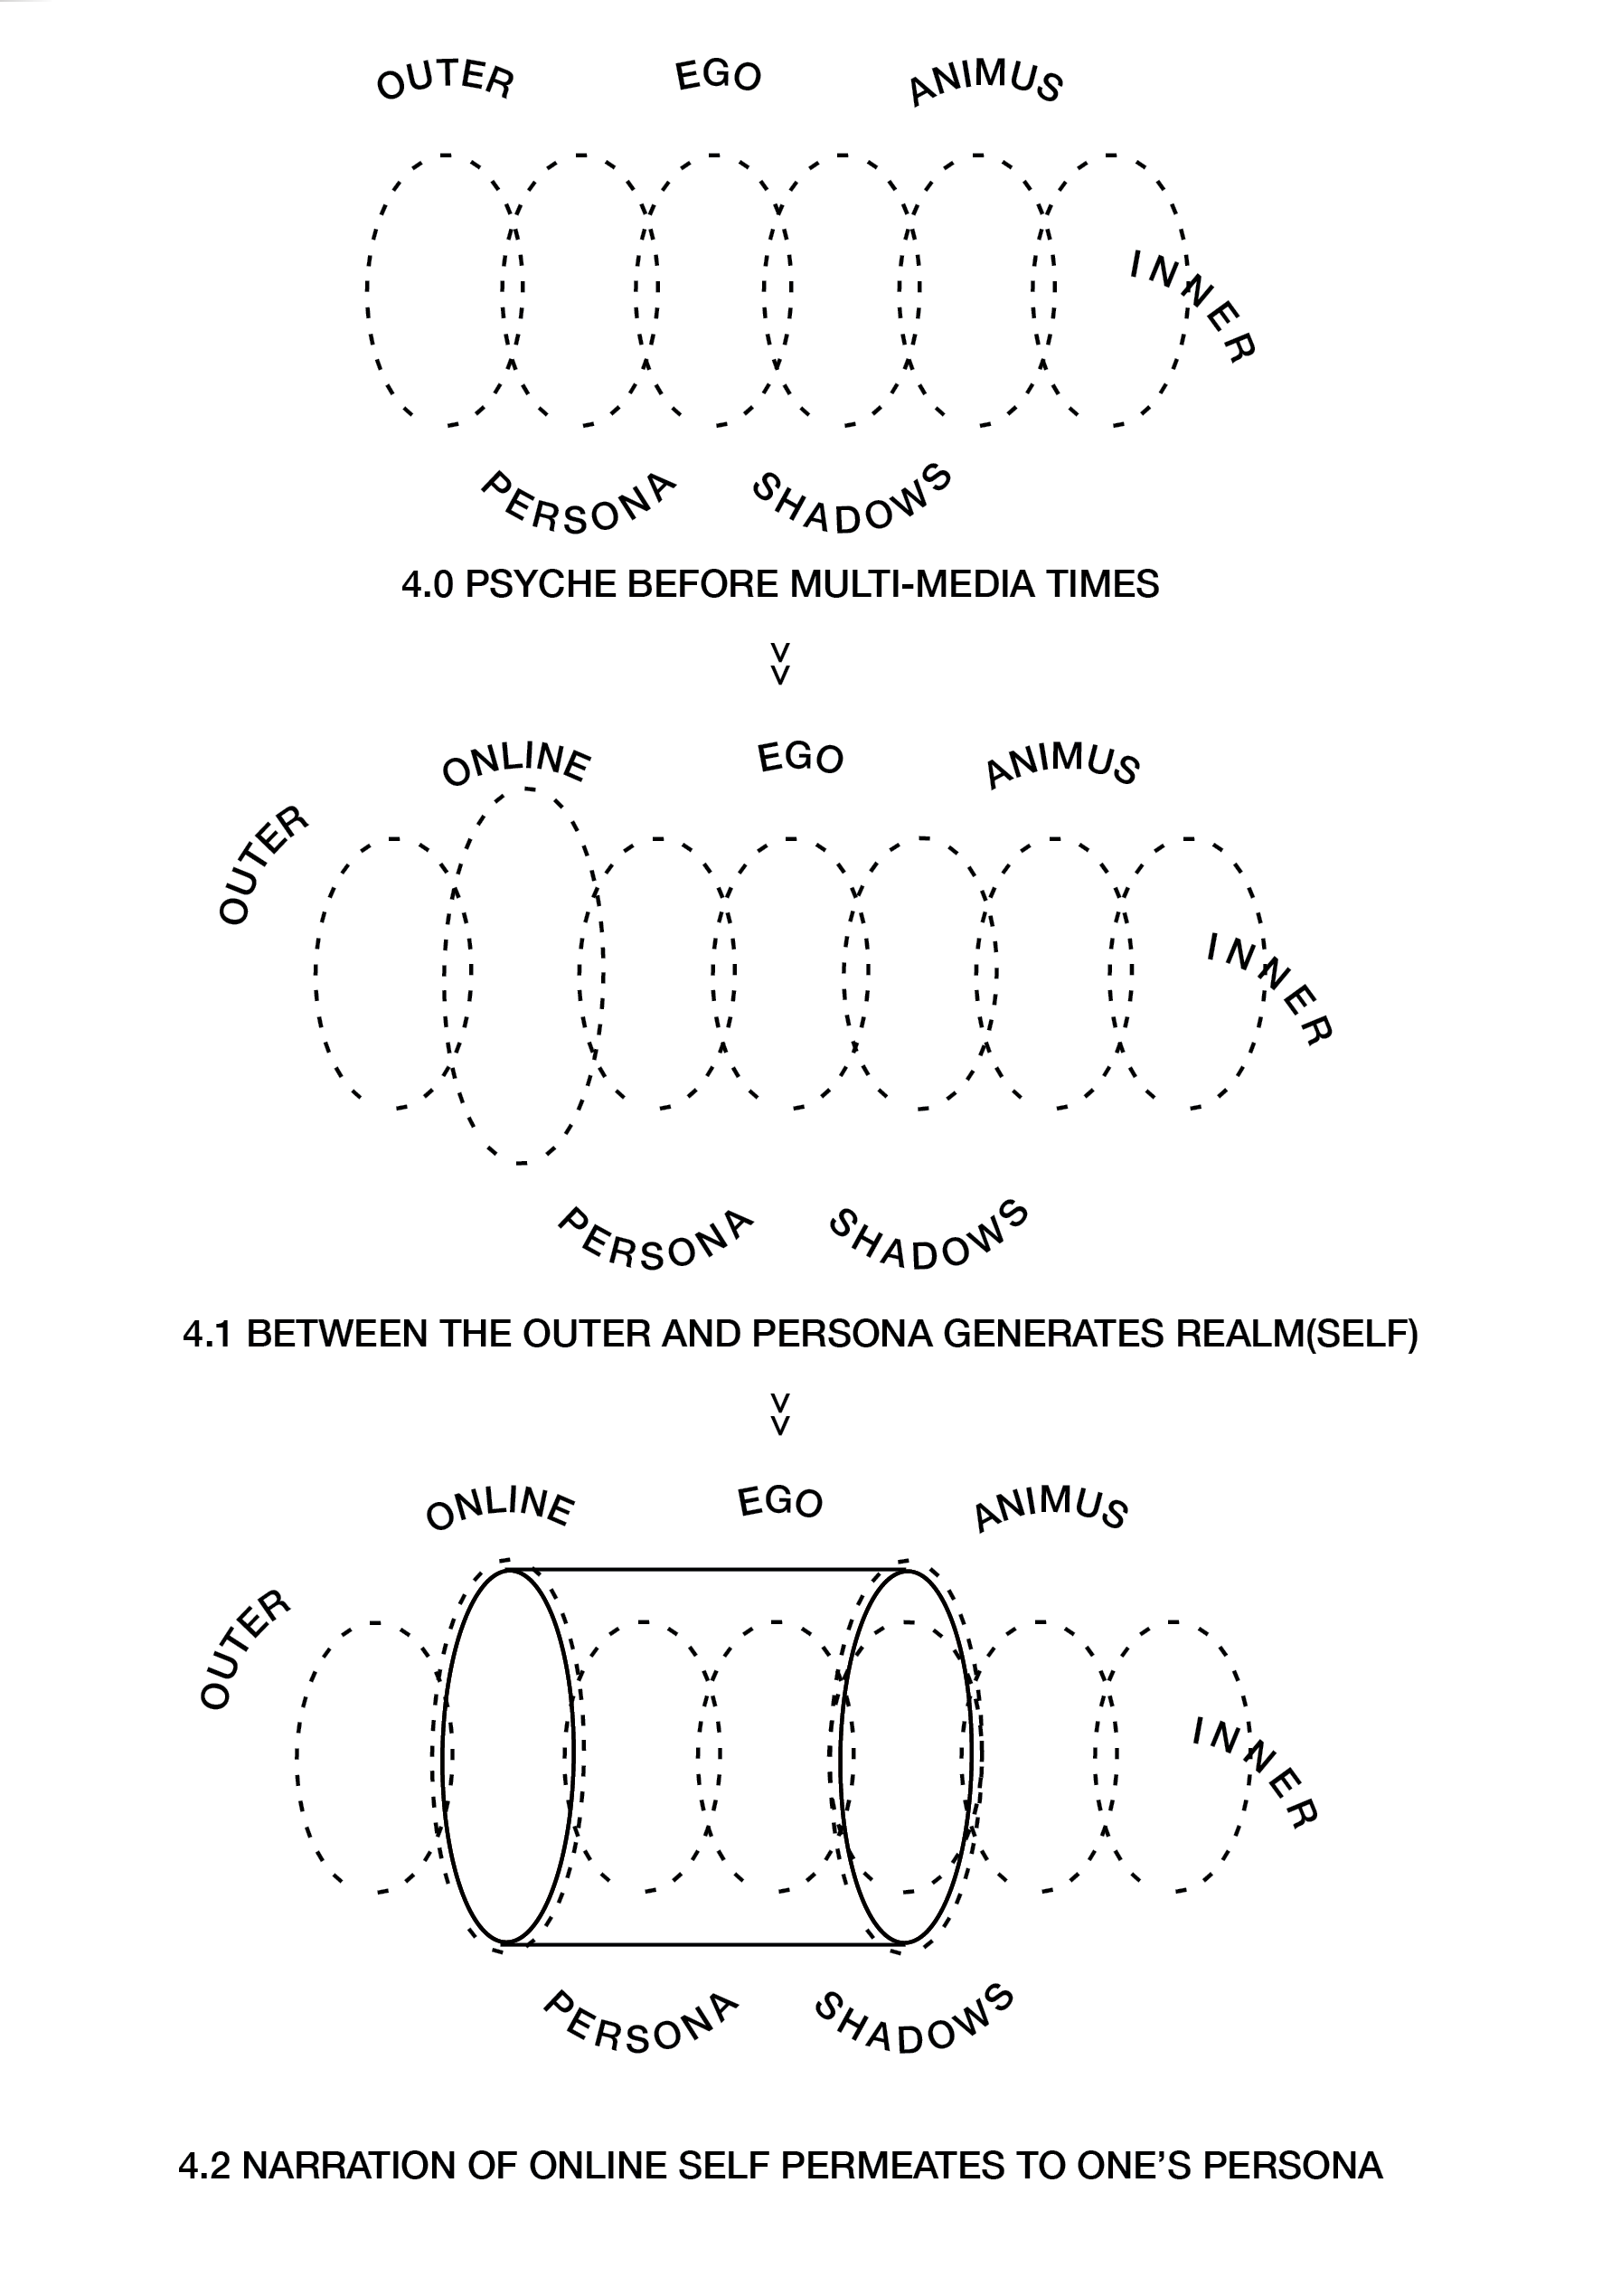 OUTER EGO ANIMUS
INNER
PERSONA SHADOWS
4.0 PSYCHE BEFORE MULTI-MEDIA TIMES
>>
ONLINE EGO ANIMUS
OUTER
INNER
PERSONA SHADOWS
4.1 BETWEEN THE OUTER AND PERSONA GENERATES REALM(SELF)
>>
ONLINE EGO ANIMUS
OUTER
INNER
PERSONA SHADOWS
4.2 NARRATION OF ONLINE SELF PERMEATES TO ONE’S PERSONA